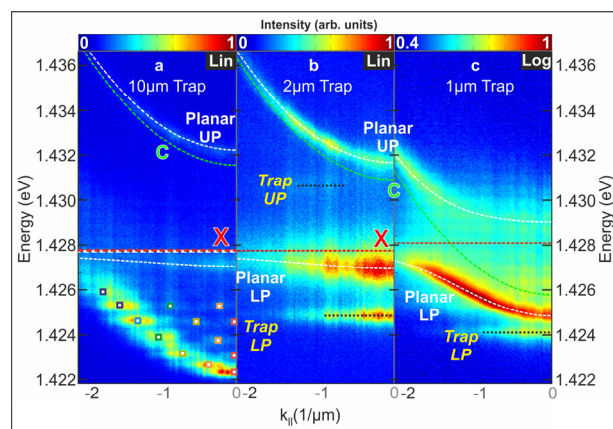 Intensity (arb. units)
0 1 0 1 0.4 1
Lin Lin Log
a b c
10µm Trap 2µm Trap 1µm Trap
Planar
UP
C
Planar
UP
C
Trap
UP
X
X
Planar
LP
Trap
LP
Planar
LP
Trap
LP
Energy (eV)
1.436
1.434
1.432
1.430
1.428
1.426
1.424
1.422
Energy (eV)
1.436
1.434
1.432
1.430
1.428
1.426
1.424
1.422
-2 -1 0 -2 -1 0 -2 -1 0
k||(1/µm)